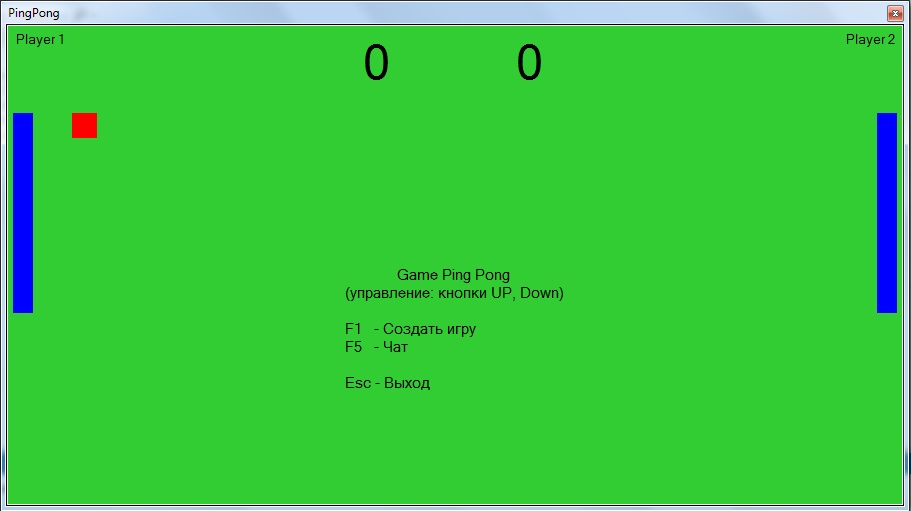 PingPong
Player 1
0 0
Player 2
Game Ping Pong
(управление: кнопки UP, Down)
F1 - Создать игру
F5 - Чат
Esc - Выход